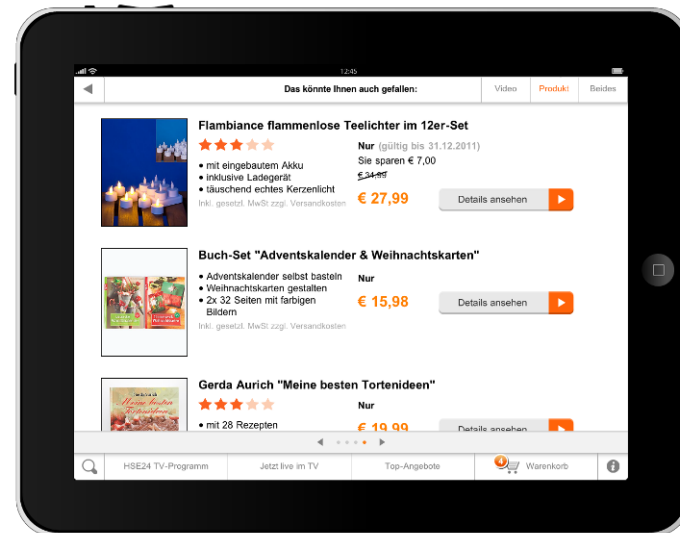 12:45
Das könnte Ihnen auch gefallen:
Video
Produkt
Beides
Flambiance flammenlose Teelichter im 12er-Set
• mit eingebautem Akku
• inklusive Ladegerät
• täuschend echtes Kerzenlicht
Inkl. gesetzl. MwSt zzgl. Versandkosten
Nur (gültig bis 31.12.2011)
Sie sparen € 7,00
€ 34,99
€ 27,99
Details ansehen
Buch-Set "Adventskalender & Weihnachtskarten"
• Adventskalender selbst basteln
• Weihnachtskarten gestalten
• 2x 32 Seiten mit farbigen
Bildern
Inkl. gesetzl. MwSt zzgl. Versandkosten
Nur
€ 15,98
Details ansehen
Gerda Aurich "Meine besten Tortenideen"
Meine besten
Tortenideen
• mit 28 Rezepten
Nur
€ 19,99
Details ansehen
HSE24 TV-Programm
Jetzt live im TV
Top-Angebote
4
Warenkorb